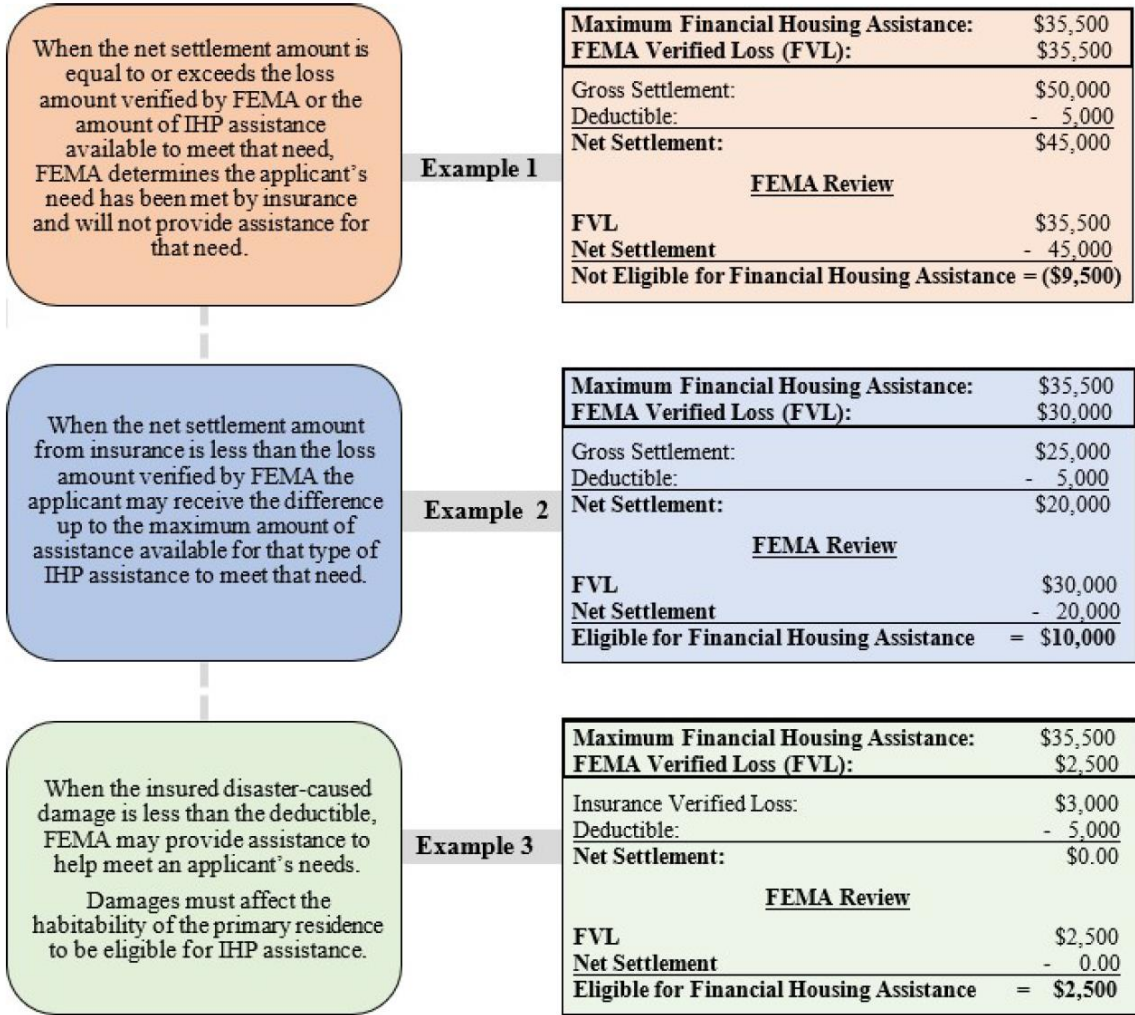 When the net settlement amount is
equal to or exceeds the loss
amount verified by FEMA or the
amount of IHP assistance
available to meet that need,
FEMA determines the applicant's
need has been met by insurance
and will not provide assistance for
that need.
Example 1
Maximum Financial Housing Assistance: $35,500
FEMA Verified Loss (FVL): $35,500
Gross Settlement: $50,000
Deductible: - 5,000
Net Settlement: $45,000
FEMA Review
FVL $35,500
Net Settlement - 45,000
Not Eligible for Financial Housing Assistance = ($9,500)
When the net settlement amount
from insurance is less than the loss
amount verified by FEMA the
applicant may receive the difference
up to the maximum amount of
assistance available for that type of
IHP assistance to meet that need.
Example 2
Maximum Financial Housing Assistance: $35,500
FEMA Verified Loss (FVL): $30,000
Gross Settlement: $25,000
Deductible: - 5,000
Net Settlement: $20,000
FEMA Review
FVL $30,000
Net Settlement - 20,000
Eligible for Financial Housing Assistance = $10,000
When the insured disaster-caused
damage is less than the deductible,
FEMA may provide assistance to
help meet an applicant's needs.
Damages must affect the
habitability of the primary residence
to be eligible for IHP assistance.
Example 3
Maximum Financial Housing Assistance: $35,500
FEMA Verified Loss (FVL): $2,500
Insurance Verified Loss: $3,000
Deductible: - 5,000
Net Settlement: $0.00
FEMA Review
FVL $2,500
Net Settlement - 0.00
Eligible for Financial Housing Assistance = $2,500